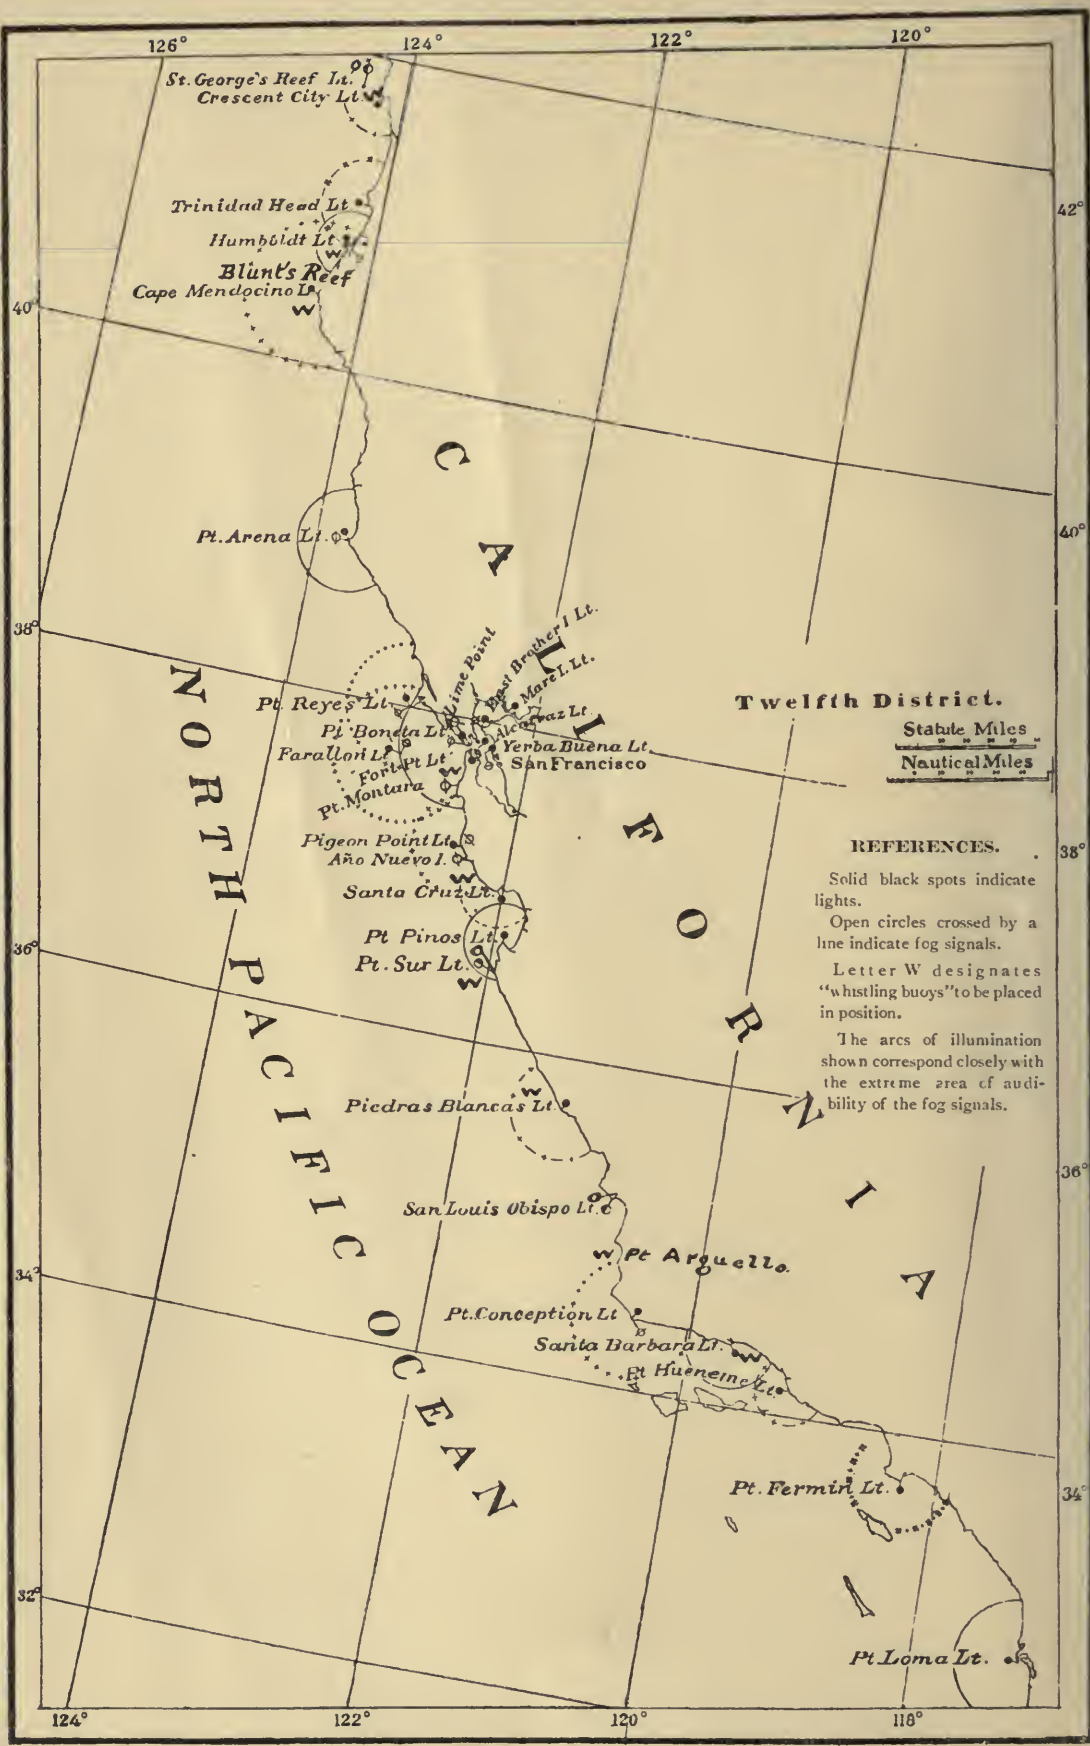 126° 124° 122° 120°
St. George's Reef Lt.
Crescent City Lt.
W
Trinidad Head Lt
42°
Humboldt Lt
W
Blunt's Reef
Cape Mendocino Lt
W
40°
CALIFORNIA
Pt. Arena Lt.
40°
38°
NORTH PACIFIC OCEAN
Lime Point
East Brother I Lt.
Mare I. Lt.
Pt. Reyes Lt.
Pt. Boneta Lt.
Alcatraz Lt
Farallon Lt
Yerba Buena Lt.
Fort Pt Lt
San Francisco
W
Pt. Montara
Twelfth District.
Statute Miles
Nautical Miles
Pigeon Point Lt.
Año Nuevo I.
W
Santa Cruz Lt.
REFERENCES.
38°
Solid black spots indicate
lights.
Open circles crossed by a
line indicate fog signals.
Letter W designates
"whistling buoys" to be placed
in position.
The arcs of illumination
shown correspond closely with
the extreme area of audi-
bility of the fog signals.
36°
Pt Pinos Lt.
Pt. Sur Lt.
W
W
Piedras Blancas Lt.
36°
San Louis Obispo Lt.
W Pt Arguello.
34°
Pt. Conception Lt
Santa Barbara Lt. W
Pt Hueneme Lt.
Pt. Fermin Lt.
34°
32°
Pt. Loma Lt.
124° 122° 120° 118°